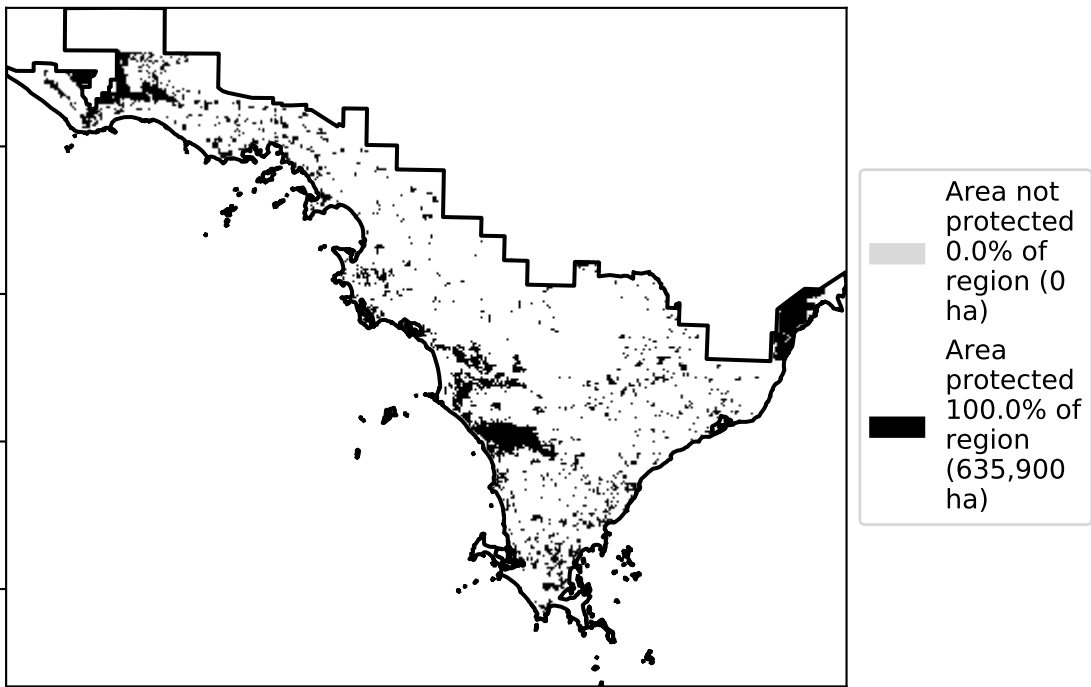 Area not
protected
0.0% of
region (0
ha)
Area
protected
100.0% of
region
(635,900
ha)